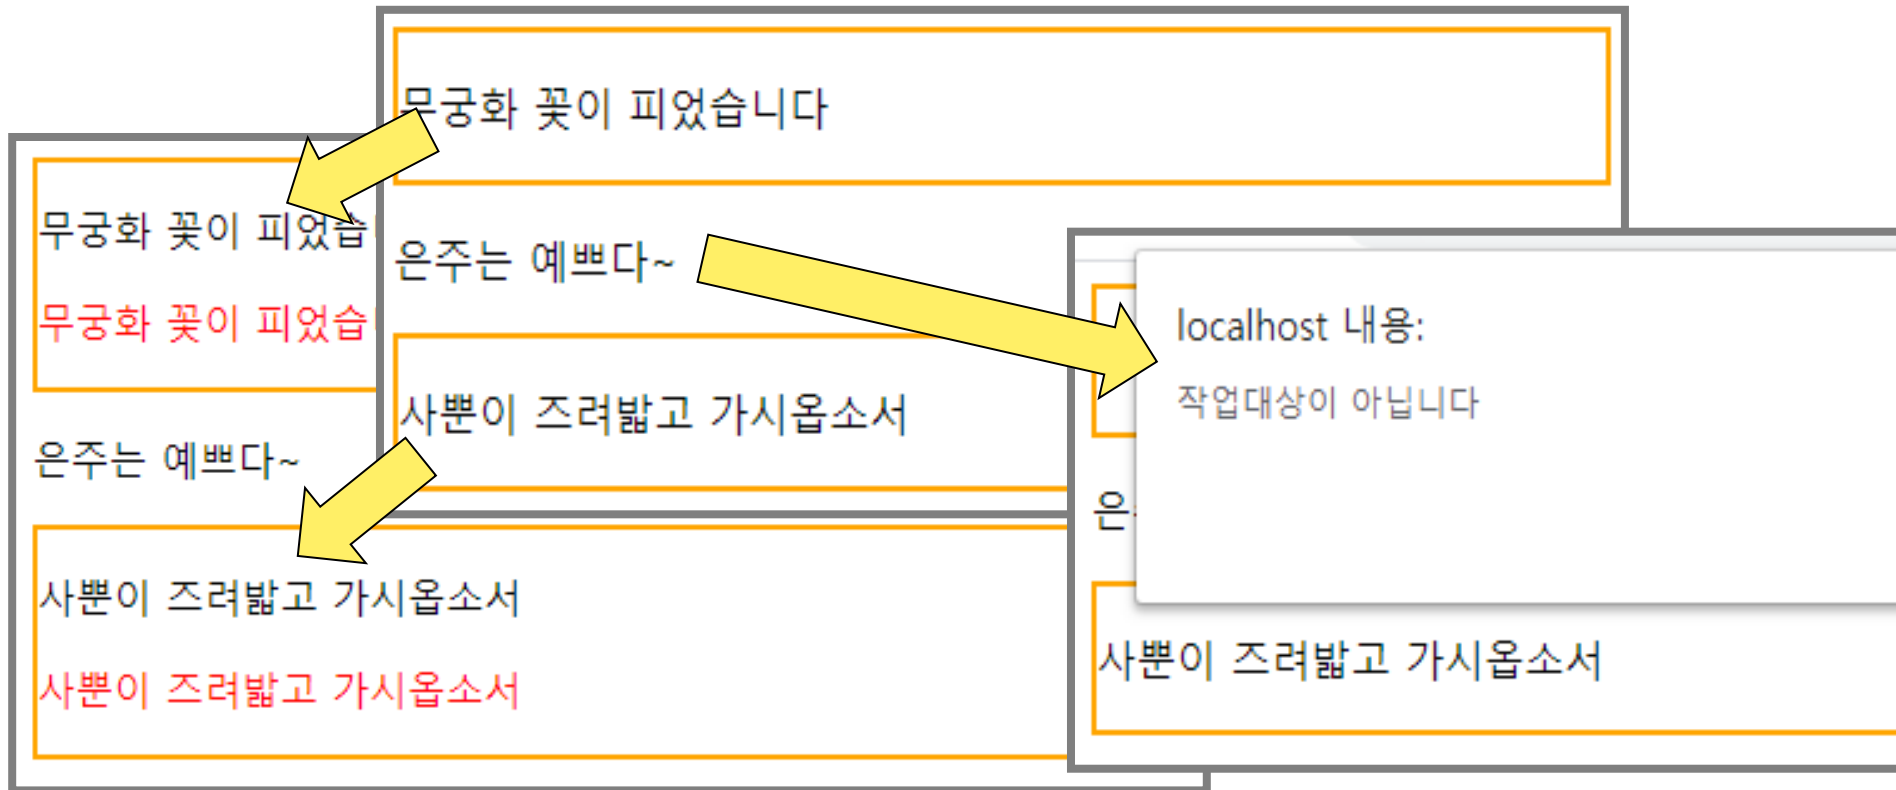 무궁화 꽃이 피었습니다
은주는 예쁘다~
사뿐이 즈려밟고 가시옵소서
무궁화 꽃이 피었습
무궁화 꽃이 피었습
은주는 예쁘다~
사뿐이 즈려밟고 가시옵소서
사뿐이 즈려밟고 가시옵소서
localhost 내용:
작업대상이 아닙니다
은
사뿐이 즈려밟고 가시옵소서